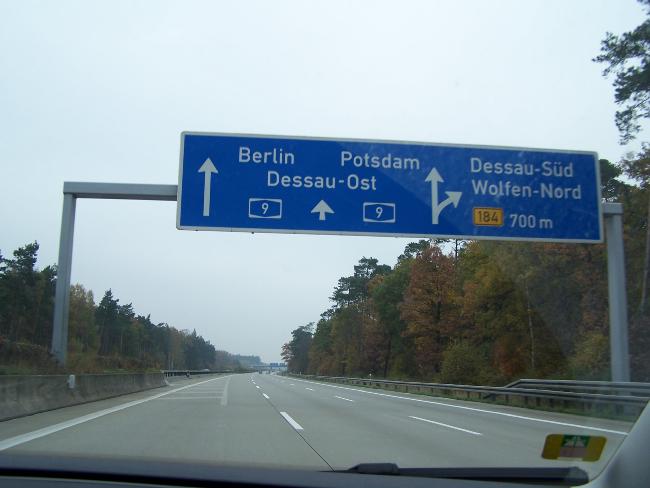 Berlin Potsdam
Dessau-Ost
9 9
Dessau-Süd
Wolfen-Nord
184 700 m